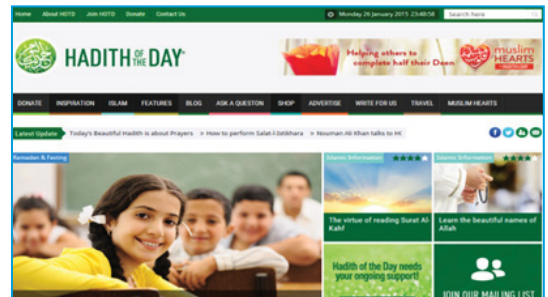 Home About HOTD Join HOTD Donate Contact Us
Monday 26 January 2015 23:48:58
Search here
HADITH OF THE DAY
Helping others to
complete half their Deen
muslim
HEARTS
DONATE INSPIRATION ISLAM FEATURES BLOG ASK A QUESTON SHOP ADVERTISE WRITE FOR US TRAVEL MUSLIM HEARTS
Latest Update Today's Beautiful Hadith is about Prayers » How to perform Salat-l-Istikhara » Nouman Ali Khan talks to HO
Ramadan & Fasting
Islamic Information
The virtue of reading Surat Al-
Kahf
Islamic Information
Learn the beautiful names of
Allah
Hadith of the Day needs
your ongoing support!
JOIN OUR MAILING LIST